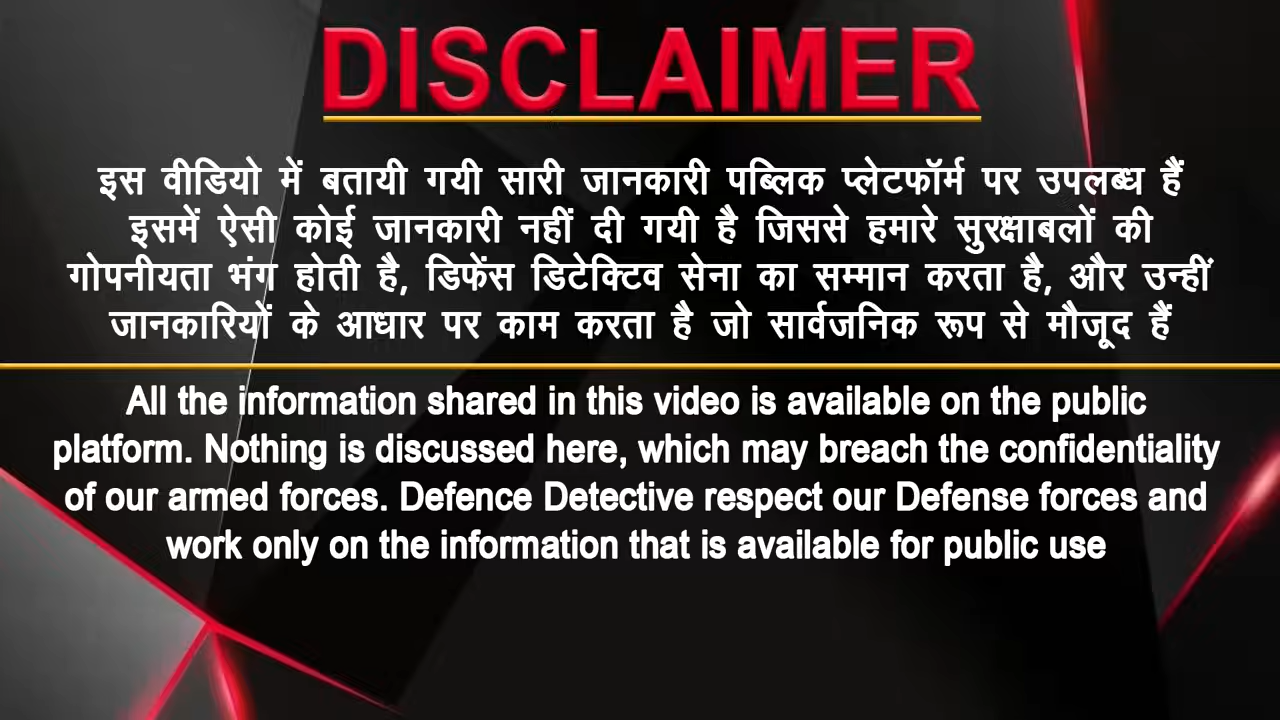 DISCLAIMER
इस वीडियो में बतायी गयी सारी जानकारी पब्लिक प्लेटफॉर्म पर उपलब्ध हैं
इसमें ऐसी कोई जानकारी नहीं दी गयी है जिससे हमारे सुरक्षाबलों की
गोपनीयता भंग होती है, डिफेंस डिटेक्टिव सेना का सम्मान करता है, और उन्हीं
जानकारियों के आधार पर काम करता है जो सार्वजनिक रूप से मौजूद हैं
All the information shared in this video is available on the public
platform. Nothing is discussed here, which may breach the confidentiality
of our armed forces. Defence Detective respect our Defense forces and
work only on the information that is available for public use